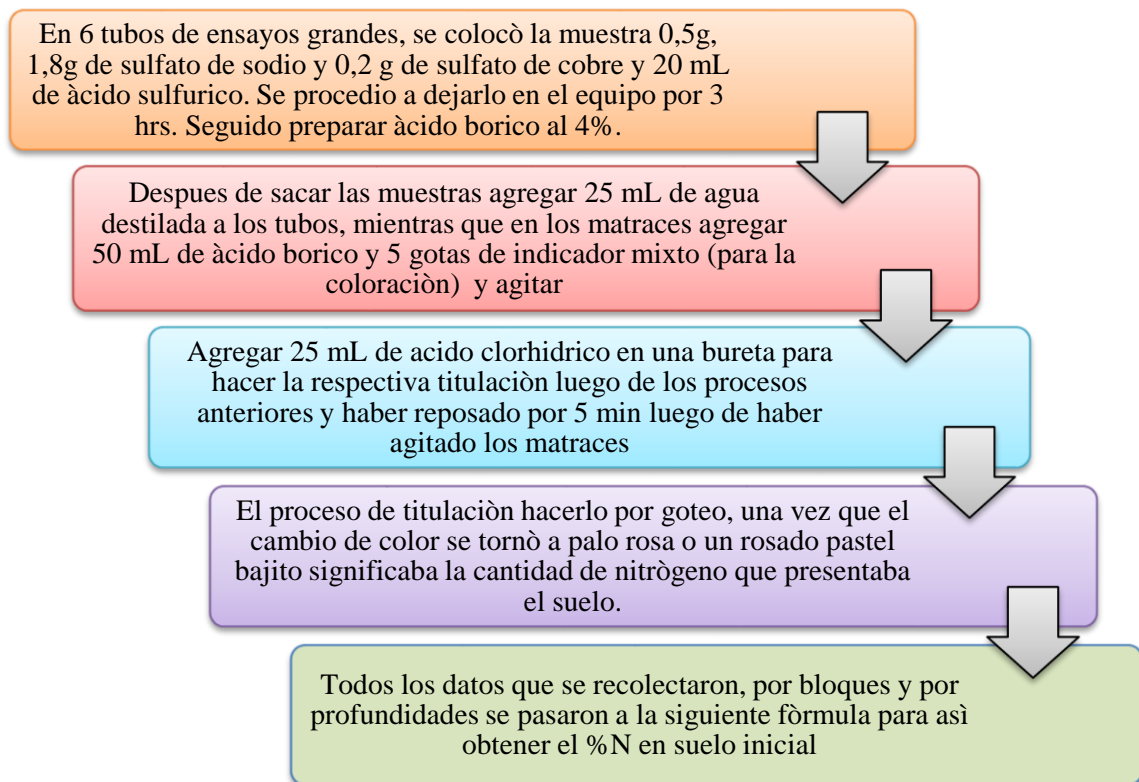 En 6 tubos de ensayos grandes, se colocò la muestra 0,5g,
1,8g de sulfato de sodio y 0,2 g de sulfato de cobre y 20 mL
de àcido sulfurico. Se procedio a dejarlo en el equipo por 3
hrs. Seguido preparar àcido borico al 4%.
Despues de sacar las muestras agregar 25 mL de agua
destilada a los tubos, mientras que en los matraces agregar
50 mL de àcido borico y 5 gotas de indicador mixto (para la
coloraciòn) y agitar
Agregar 25 mL de acido clorhidrico en una bureta para
hacer la respectiva titulaciòn luego de los procesos
anteriores y haber reposado por 5 min luego de haber
agitado los matraces
El proceso de titulaciòn hacerlo por goteo, una vez que el
cambio de color se tornò a palo rosa o un rosado pastel
bajito significaba la cantidad de nitrògeno que presentaba
el suelo.
Todos los datos que se recolectaron, por bloques y por
profundidades se pasaron a la siguiente fòrmula para asì
obtener el %N en suelo inicial